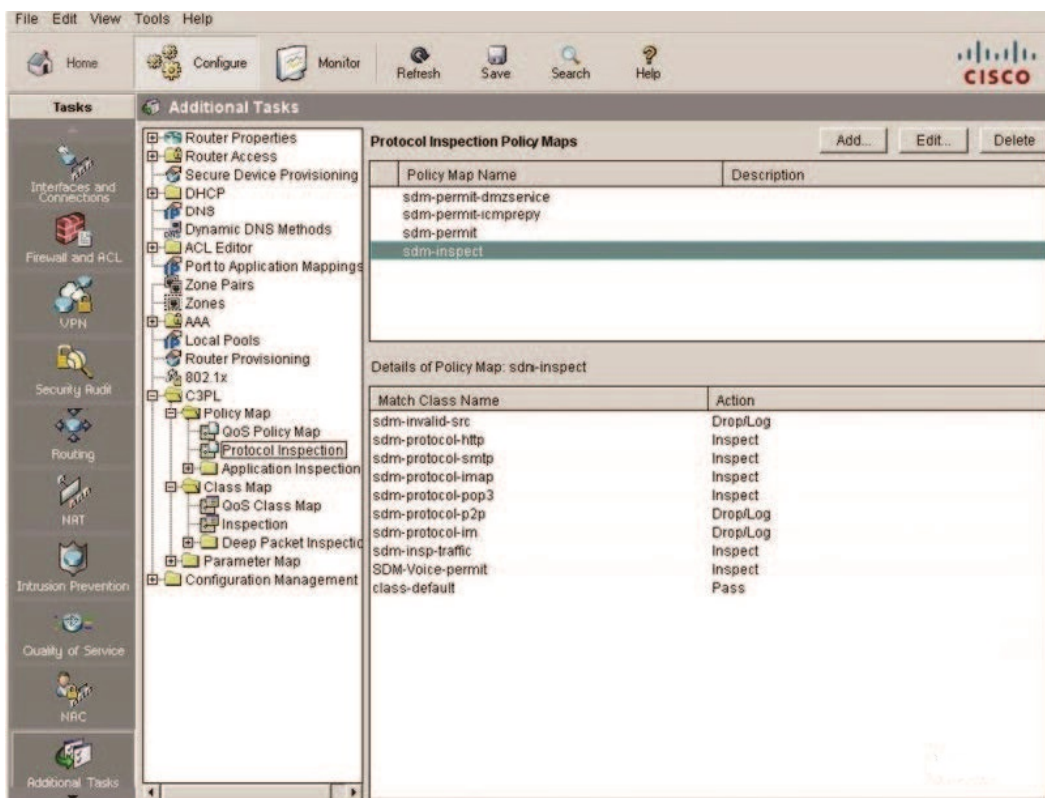 File Edit View Tools Help
Home
Configure
Monitor
Refresh
Save
Search
Help
CISCO
Tasks
Additional Tasks
Interfaces and Connections
Firewall and ACL
VPN
Security Audit
Routing
NAT
Intrusion Prevention
Quality of Service
NAC
Additional Tasks
Router Properties
Router Access
Secure Device Provisioning
DHCP
DNS
Dynamic DNS Methods
ACL Editor
Port to Application Mappings
Zone Pairs
Zones
AAA
Local Pools
Router Provisioning
802.1x
C3PL
Policy Map
QoS Policy Map
Protocol Inspection
Application Inspection
Class Map
QoS Class Map
Inspection
Deep Packet Inspectic
Parameter Map
Configuration Management
Protocol Inspection Policy Maps
Add...
Edit...
Delete
Policy Map Name Description
sdm-permit-dmzservice
sdm-permit-icmprepy
sdm-permit
sdm-inspect
Details of Policy Map: sdm-inspect
Match Class Name Action
sdm-invalid-src Drop/Log
sdm-protocol-http Inspect
sdm-protocol-smtp Inspect
sdm-protocol-imap Inspect
sdm-protocol-pop3 Inspect
sdm-protocol-p2p Drop/Log
sdm-protocol-im Drop/Log
sdm-insp-traffic Inspect
SDM-Voice-permit Inspect
class-default Pass